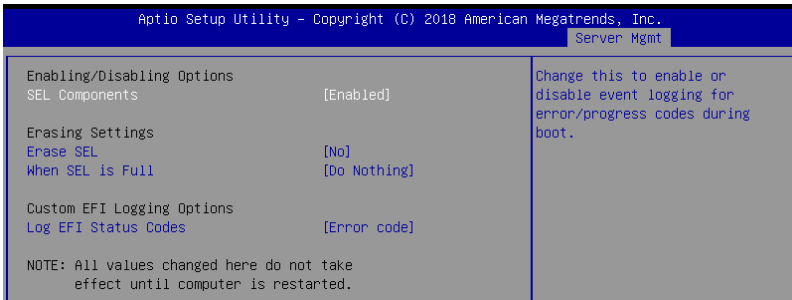 Aptio Setup Utility – Copyright (C) 2018 American Megatrends, Inc.
Server Mgmt
Enabling/Disabling Options
SEL Components [Enabled]
Erasing Settings
Erase SEL [No]
When SEL is Full [Do Nothing]
Custom EFI Logging Options
Log EFI Status Codes [Error code]
NOTE: All values changed here do not take
effect until computer is restarted.
Change this to enable or
disable event logging for
error/progress codes during
boot.